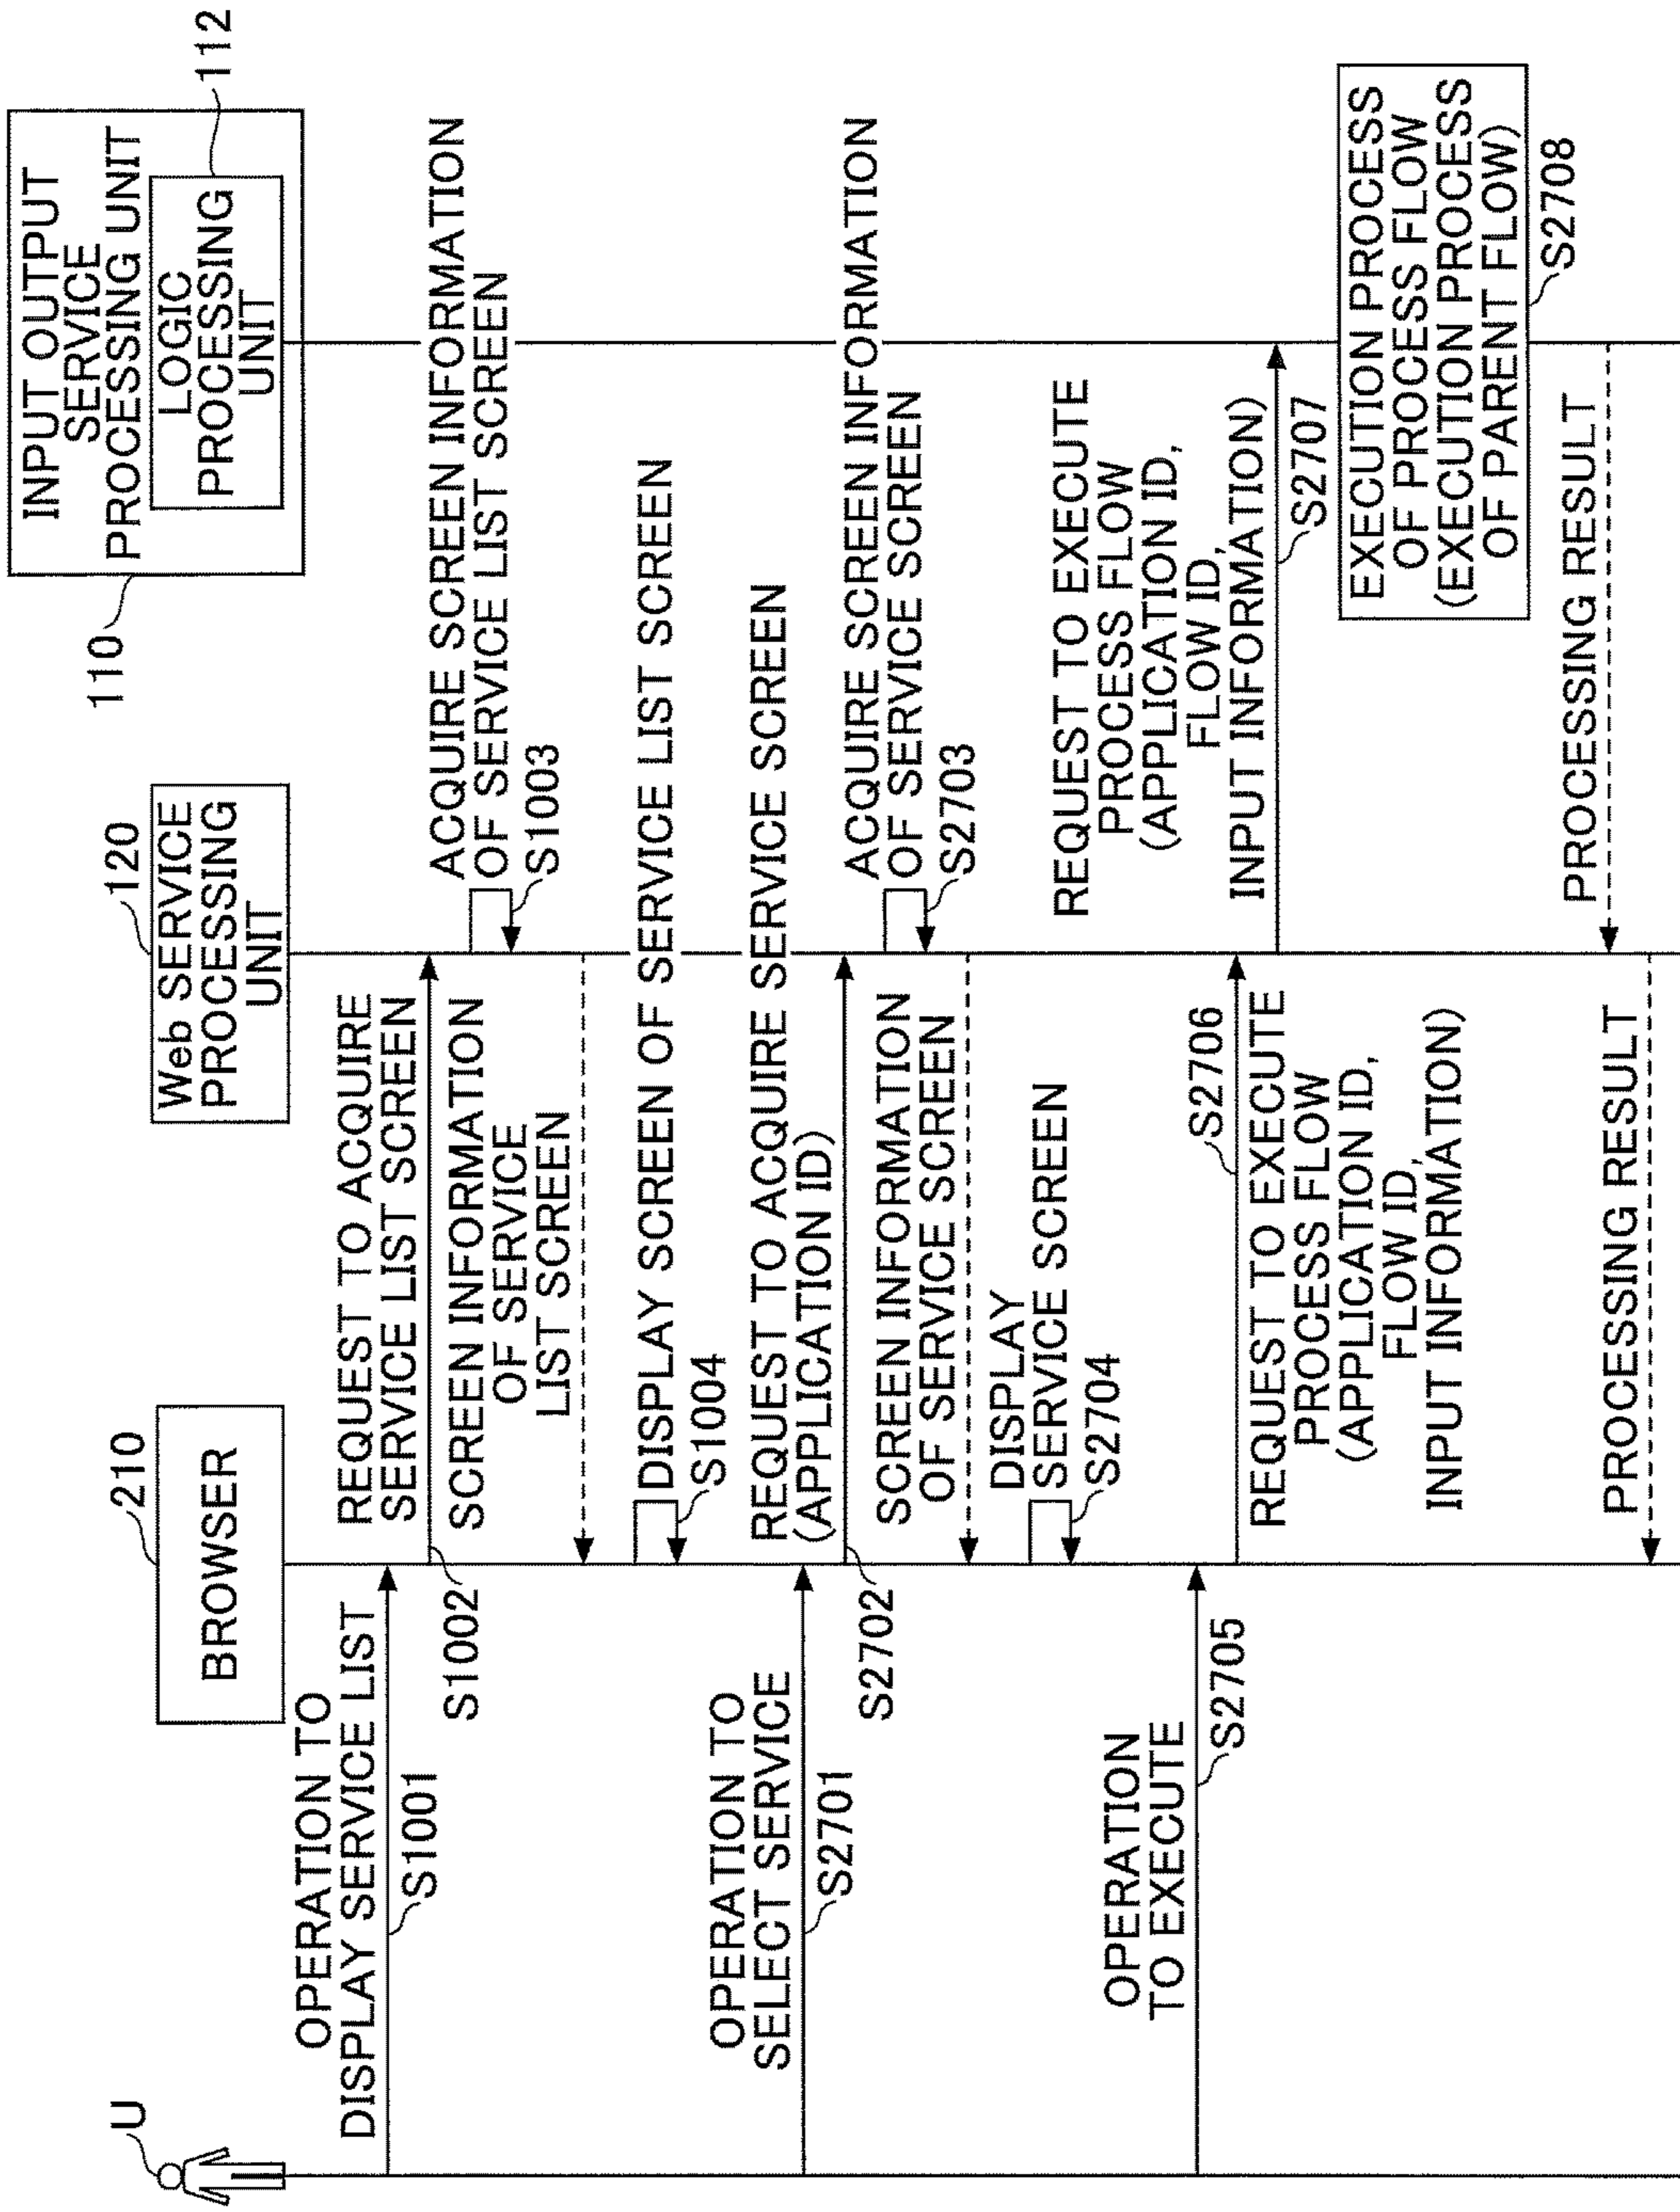 U
210
BROWSER
120
Web SERVICE
PROCESSING
UNIT
110
INPUT OUTPUT
SERVICE
PROCESSING UNIT
112
LOGIC
PROCESSING
UNIT
OPERATION TO
DISPLAY SERVICE LIST
S1001
REQUEST TO ACQUIRE
SERVICE LIST SCREEN
S1002
ACQUIRE SCREEN INFORMATION
OF SERVICE LIST SCREEN
S1003
SCREEN INFORMATION
OF SERVICE
LIST SCREEN
DISPLAY SCREEN OF SERVICE LIST SCREEN
S1004
OPERATION TO
SELECT SERVICE
S2701
REQUEST TO ACQUIRE SERVICE SCREEN
(APPLICATION ID)
S2702
ACQUIRE SCREEN INFORMATION
OF SERVICE SCREEN
S2703
SCREEN INFORMATION
OF SERVICE SCREEN
DISPLAY
SERVICE SCREEN
S2704
OPERATION
TO EXECUTE
S2705
S2706
REQUEST TO EXECUTE
PROCESS FLOW
(APPLICATION ID,
FLOW ID,
INPUT INFORMATION)
REQUEST TO EXECUTE
PROCESS FLOW
(APPLICATION ID,
FLOW ID,
INPUT INFORMATION)
S2707
EXECUTION PROCESS
OF PROCESS FLOW
(EXECUTION PROCESS
OF PARENT FLOW)
S2708
PROCESSING RESULT
PROCESSING RESULT